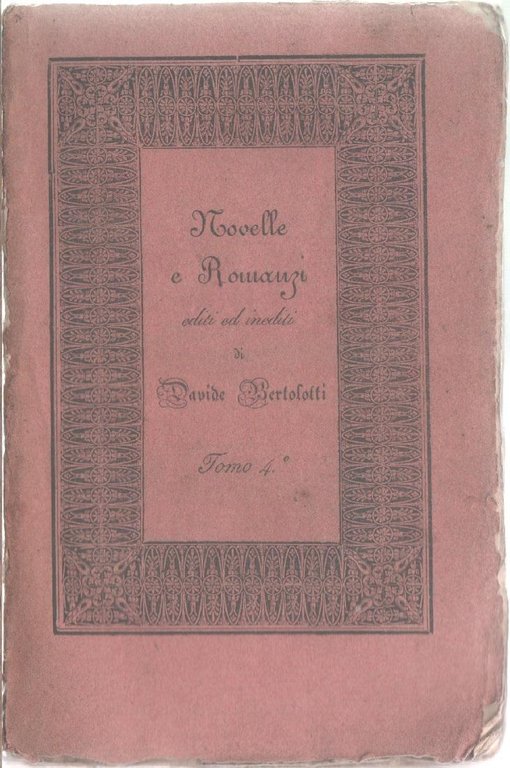 Novelle
e Romanzi
editi ed inediti
di
Davide Bertolotti
Tomo 4.º